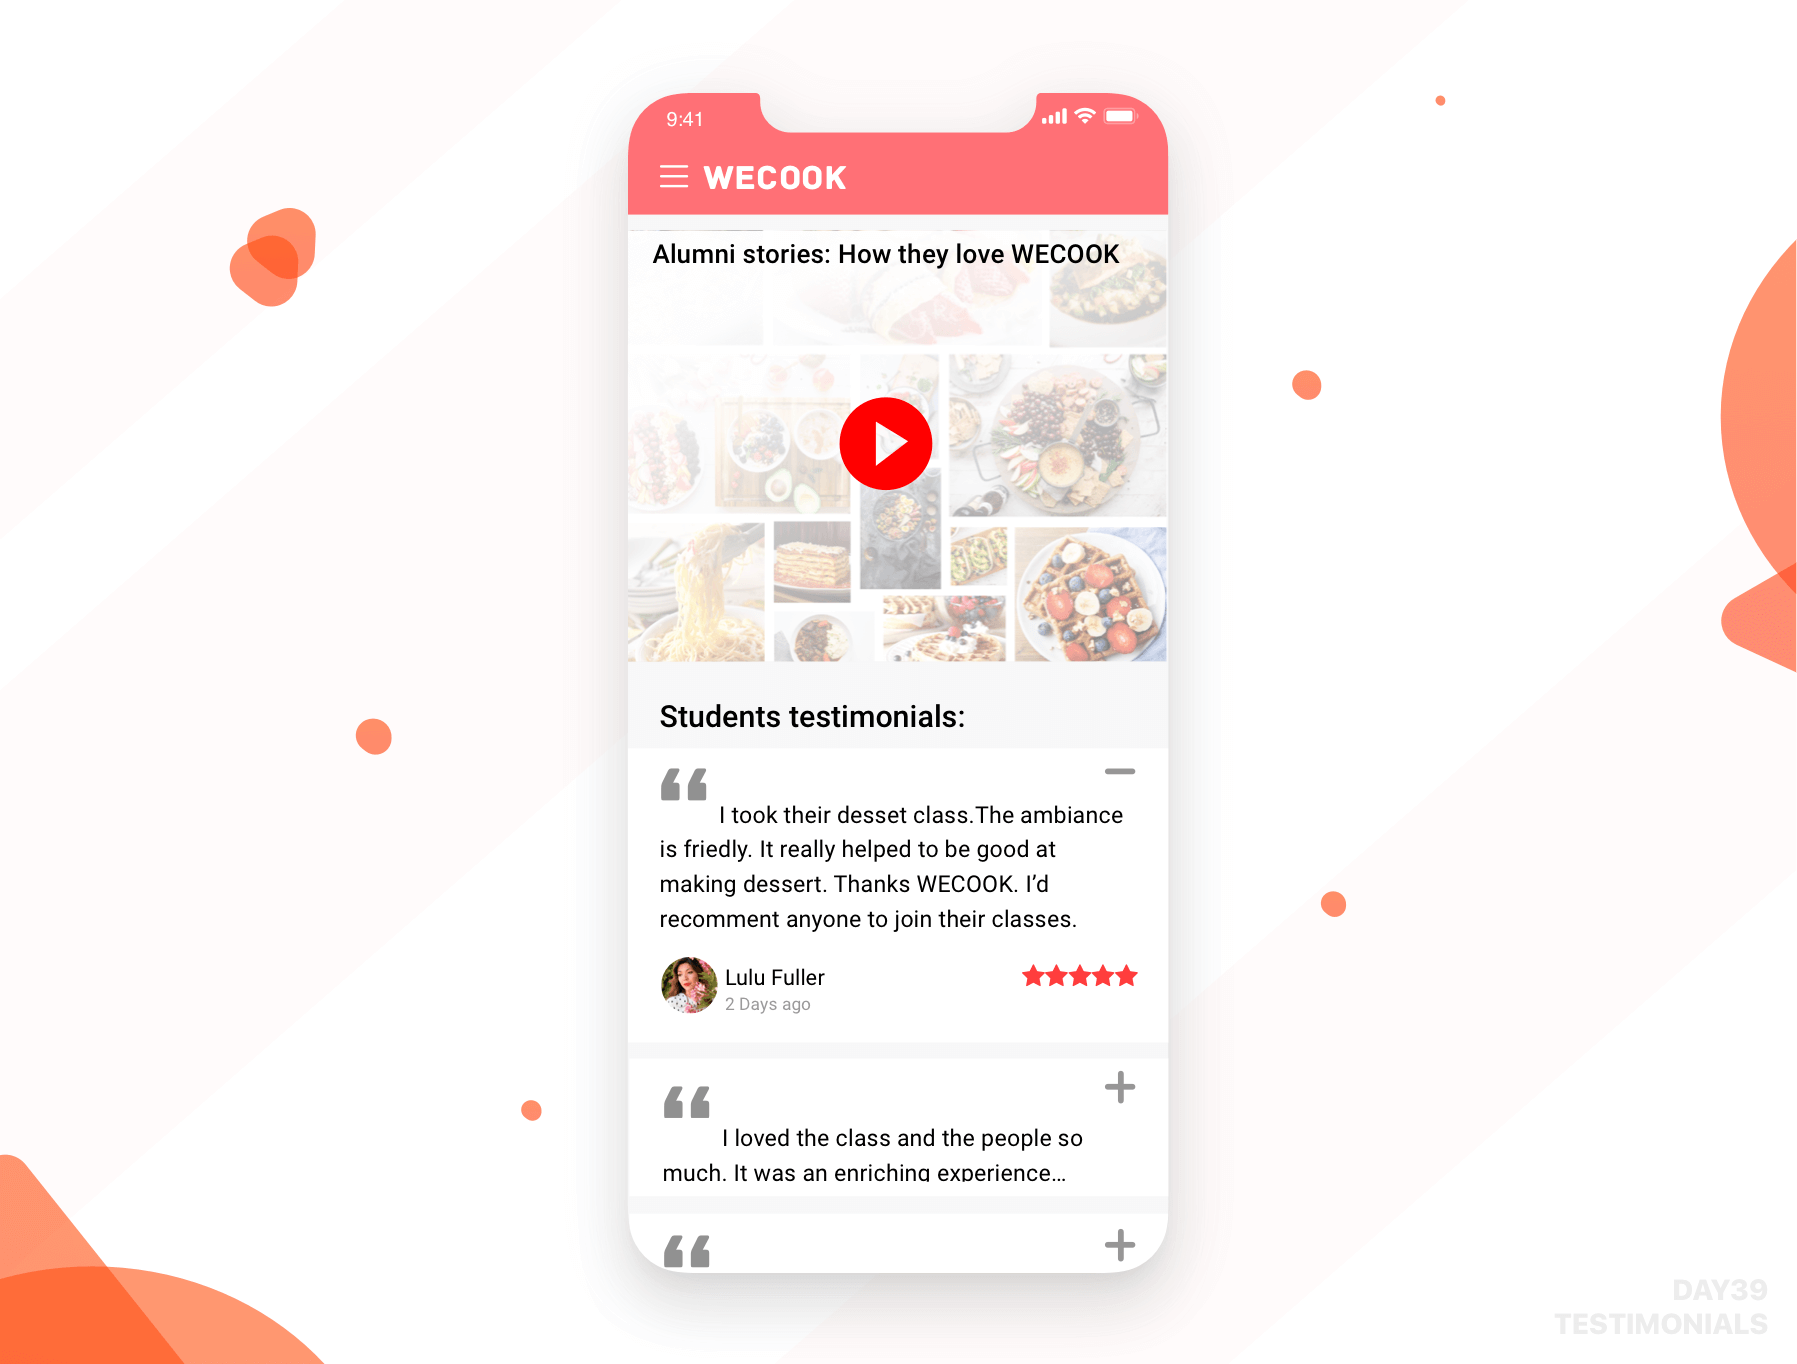 9:41
WECOOK
Alumni stories: How they love WECOOK
Students testimonials:
I took their desset class.The ambiance
is friedly. It really helped to be good at
making dessert. Thanks WECOOK. I’d
recomment anyone to join their classes.
Lulu Fuller
2 Days ago
I loved the class and the people so
much. It was an enriching experience...
DAY39
TESTIMONIALS